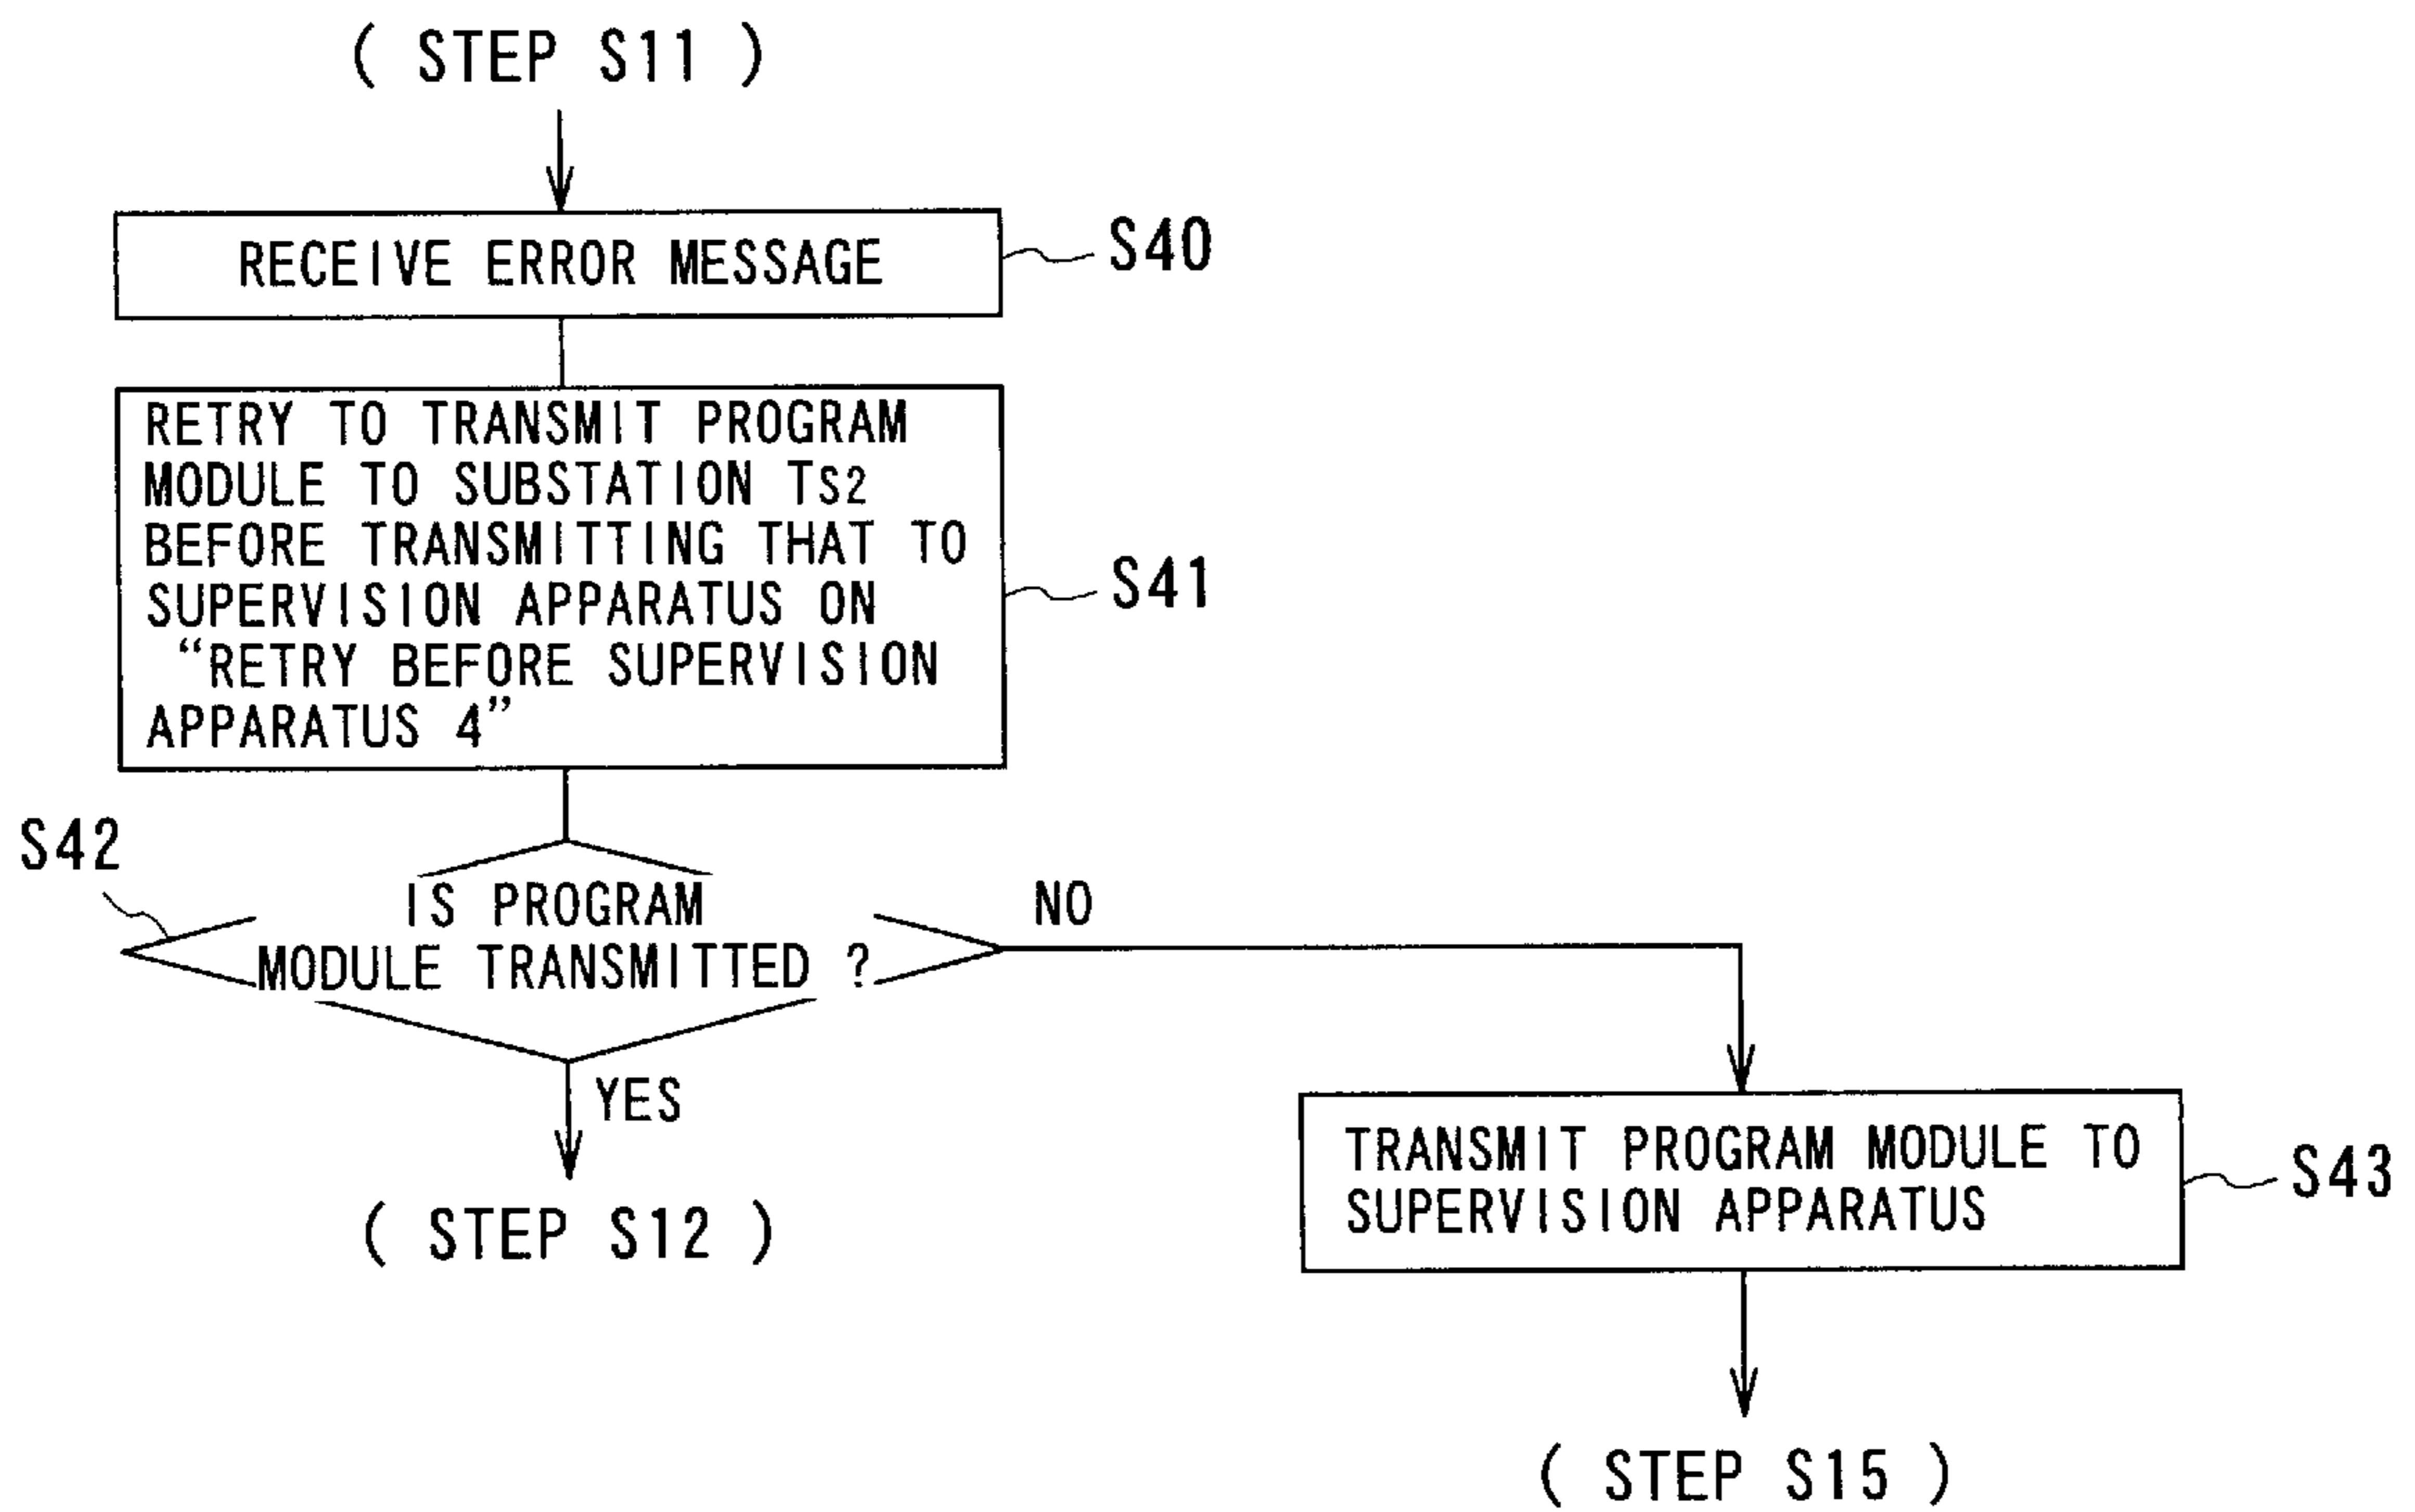 ( STEP S11 )
RECEIVE ERROR MESSAGE
S40
RETRY TO TRANSMIT PROGRAM
MODULE TO SUBSTATION TS2
BEFORE TRANSMITTING THAT TO
SUPERVISION APPARATUS ON
“RETRY BEFORE SUPERVISION
APPARATUS 4”
S41
S42
IS PROGRAM
MODULE TRANSMITTED ?
NO
YES
( STEP S12 )
TRANSMIT PROGRAM MODULE TO
SUPERVISION APPARATUS
S43
( STEP S15 )